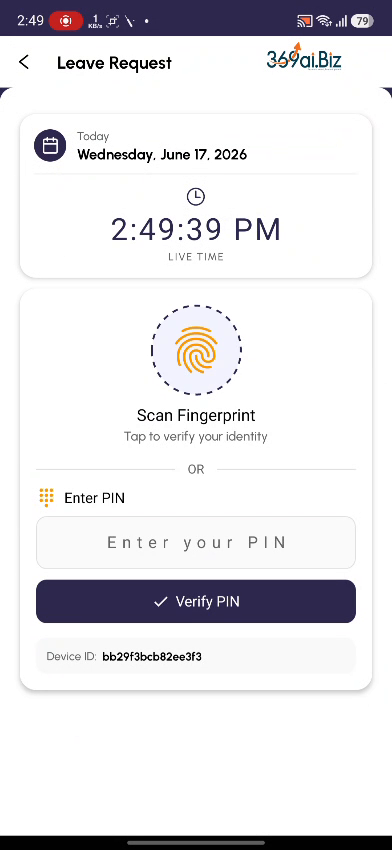 2:49
1
KB/s
79
Leave Request
369ai.Biz
Today
Wednesday, June 17, 2026
2:49:39 PM
LIVE TIME
Scan Fingerprint
Tap to verify your identity
OR
Enter PIN
Enter your PIN
Verify PIN
Device ID: bb29f3bcb82ee3f3